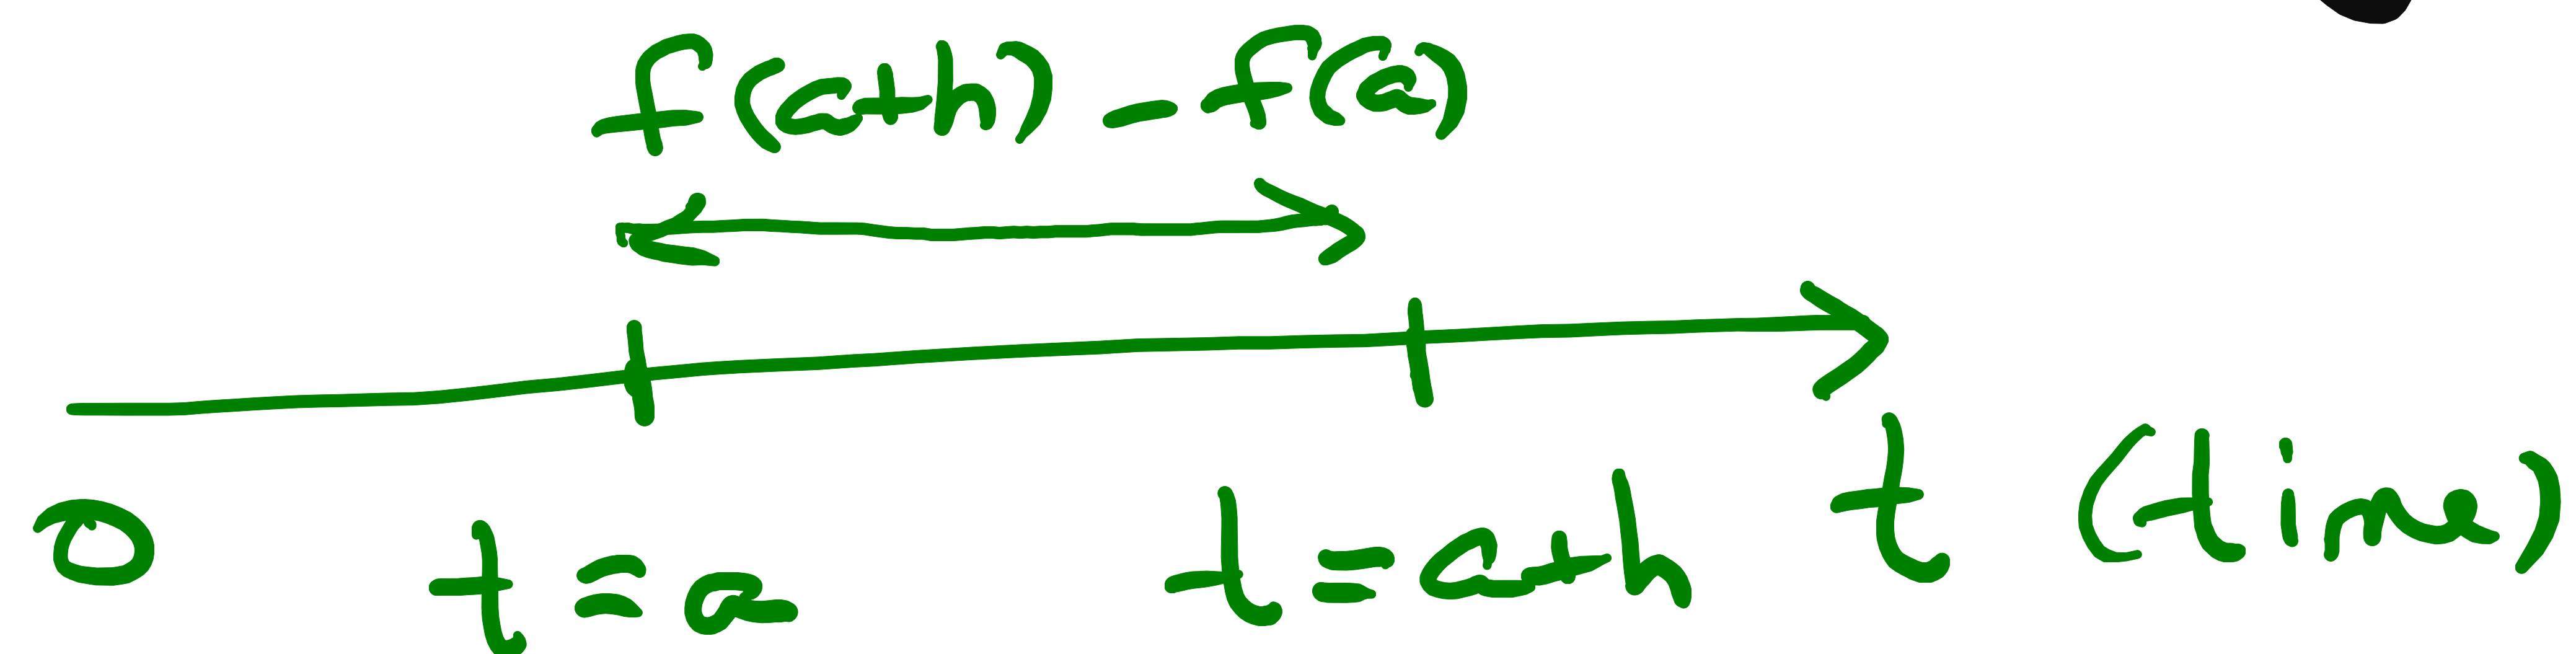 f(a+h) - f(a)
0 t=a t=a+h t (time)